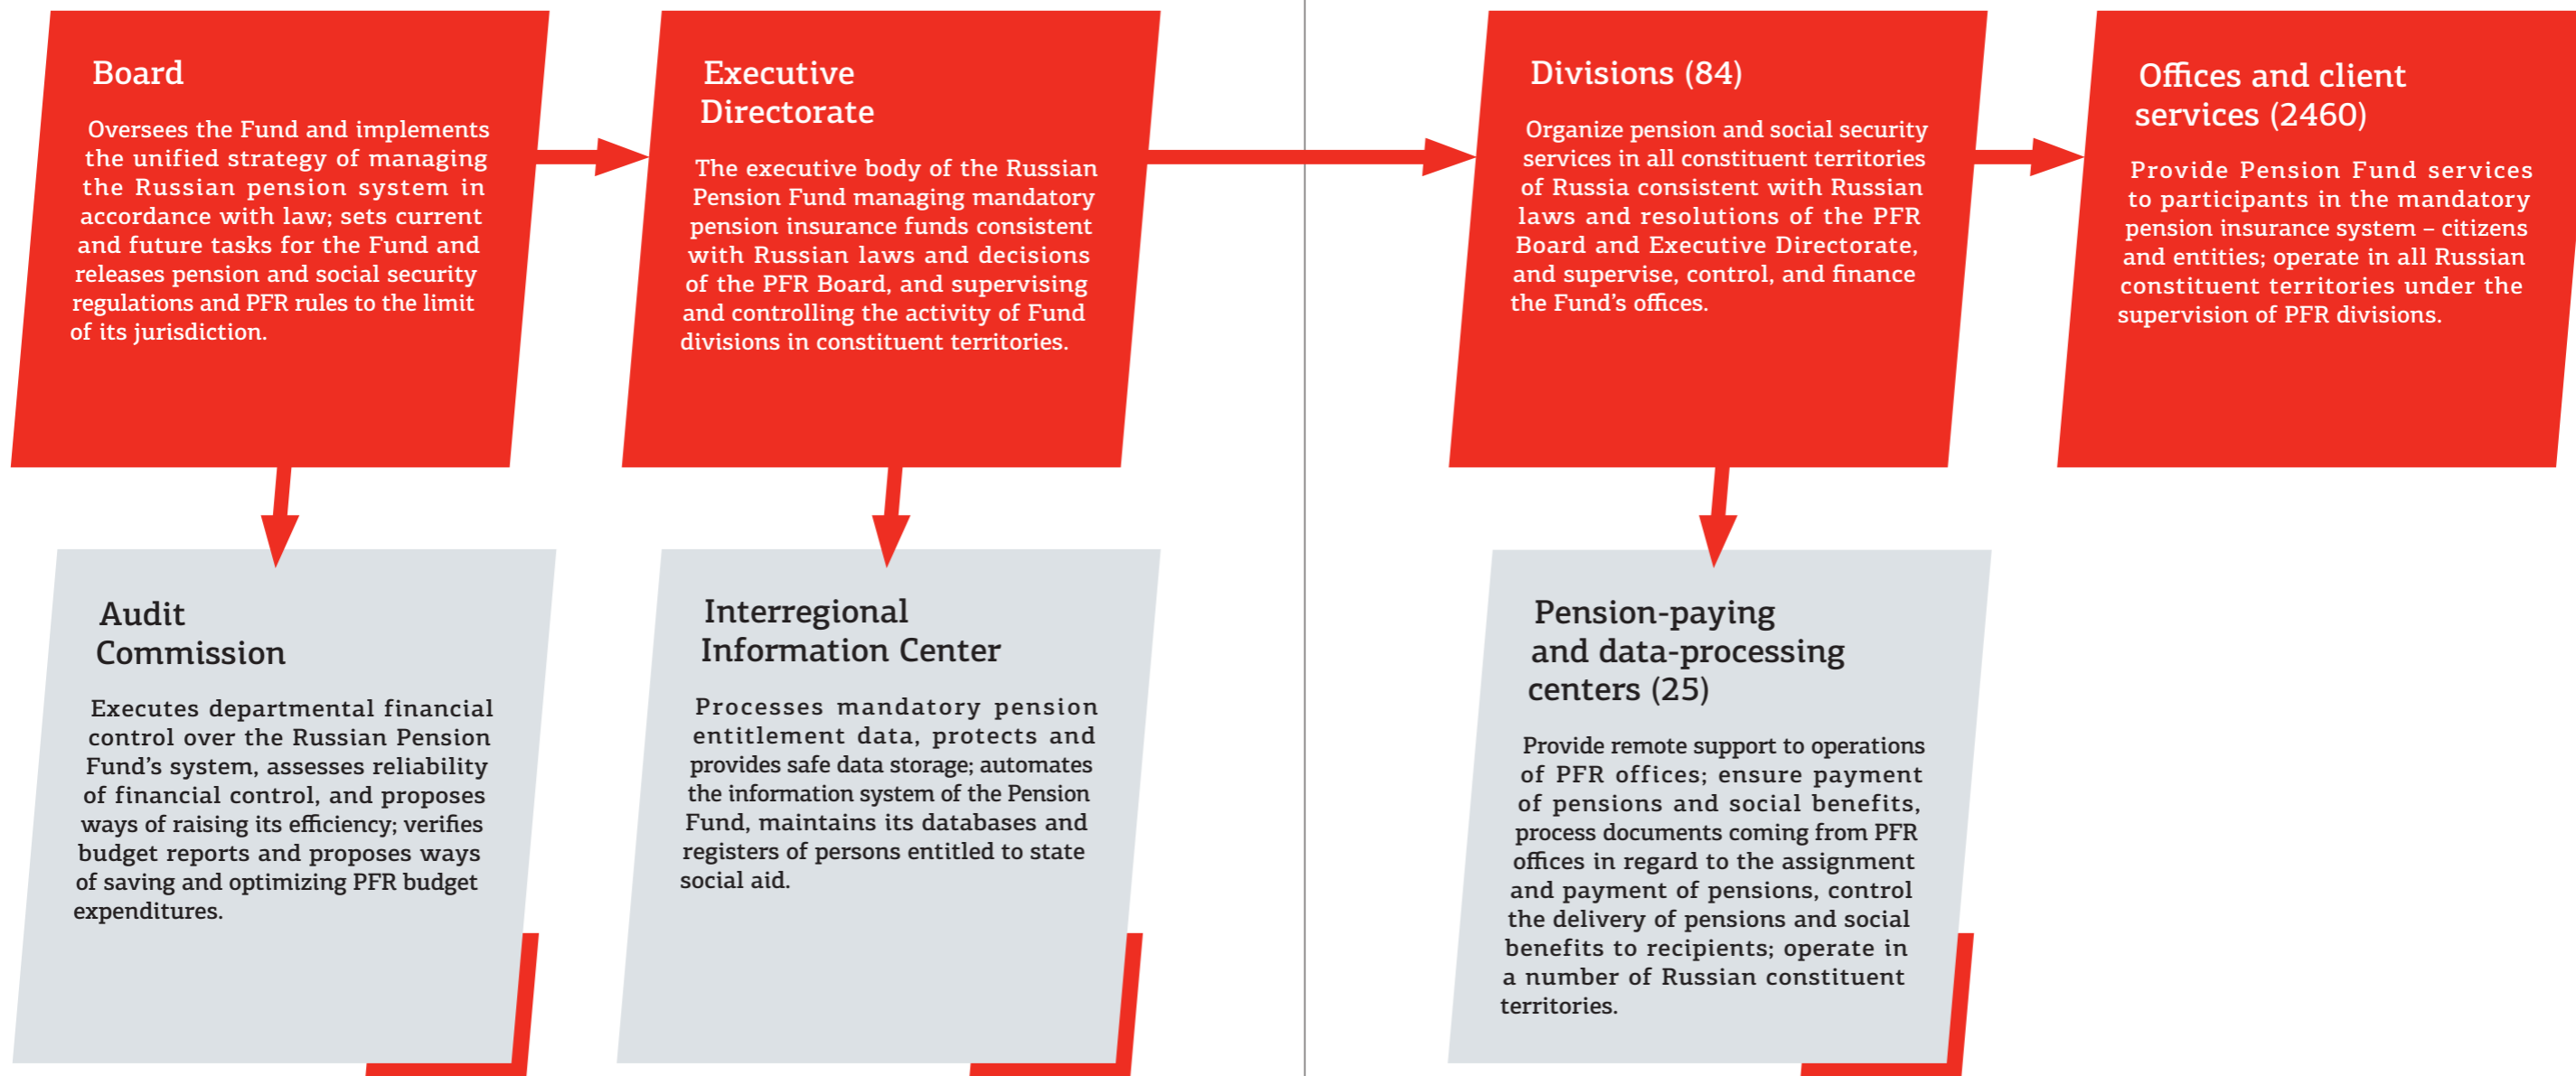 Board
Oversees the Fund and implements
the unified strategy of managing
the Russian pension system in
accordance with law; sets current
and future tasks for the Fund and
releases pension and social security
regulations and PFR rules to the limit
of its jurisdiction.
Executive
Directorate
The executive body of the Russian
Pension Fund managing mandatory
pension insurance funds consistent
with Russian laws and decisions
of the PFR Board, and supervising
and controlling the activity of Fund
divisions in constituent territories.
Divisions (84)
Organize pension and social security
services in all constituent territories
of Russia consistent with Russian
laws and resolutions of the PFR
Board and Executive Directorate,
and supervise, control, and finance
the Fund's offices.
Offices and client
services (2460)
Provide Pension Fund services
to participants in the mandatory
pension insurance system – citizens
and entities; operate in all Russian
constituent territories under the
supervision of PFR divisions.
Audit
Commission
Executes departmental financial
control over the Russian Pension
Fund's system, assesses reliability
of financial control, and proposes
ways of raising its efficiency; verifies
budget reports and proposes ways
of saving and optimizing PFR budget
expenditures.
Interregional
Information Center
Processes mandatory pension
entitlement data, protects and
provides safe data storage; automates
the information system of the Pension
Fund, maintains its databases and
registers of persons entitled to state
social aid.
Pension-paying
and data-processing
centers (25)
Provide remote support to operations
of PFR offices; ensure payment
of pensions and social benefits,
process documents coming from PFR
offices in regard to the assignment
and payment of pensions, control
the delivery of pensions and social
benefits to recipients; operate in
a number of Russian constituent
territories.